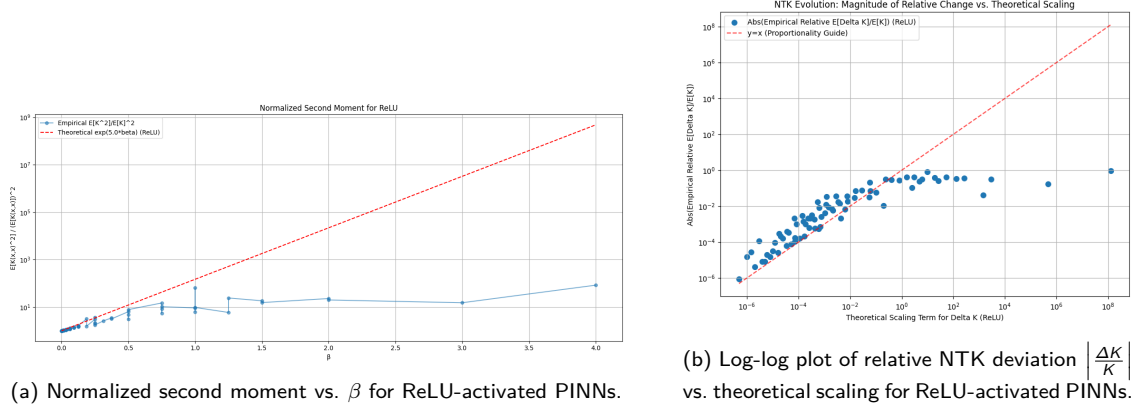 Normalized Second Moment for ReLU
Empirical E[K^2]/E[K]^2
Theoretical exp(5.0*beta) (ReLU)
E[K(x,x)^2] / (E[K(x,x)])^2
10^9
10^7
10^5
10^3
10^1
0.0 0.5 1.0 1.5 2.0 2.5 3.0 3.5 4.0
β
(a) Normalized second moment vs. β for ReLU-activated PINNs.
NTK Evolution: Magnitude of Relative Change vs. Theoretical Scaling
Abs(Empirical Relative E[Delta K]/E[K]) (ReLU)
y=x (Proportionality Guide)
Abs(Empirical Relative E[Delta K]/E[K])
10^8
10^6
10^4
10^2
10^0
10^-2
10^-4
10^-6
10^-6 10^-4 10^-2 10^0 10^2 10^4 10^6 10^8
Theoretical Scaling Term for Delta K (ReLU)
(b) Log-log plot of relative NTK deviation |ΔK/K|
vs. theoretical scaling for ReLU-activated PINNs.